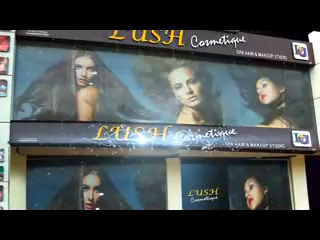 LUSH Cosmetique
SPA HAIR & MAKEUP STUDIO
LUSH Cosmetique
SPA HAIR & MAKEUP STUDIO
LUSH
Cosmetique